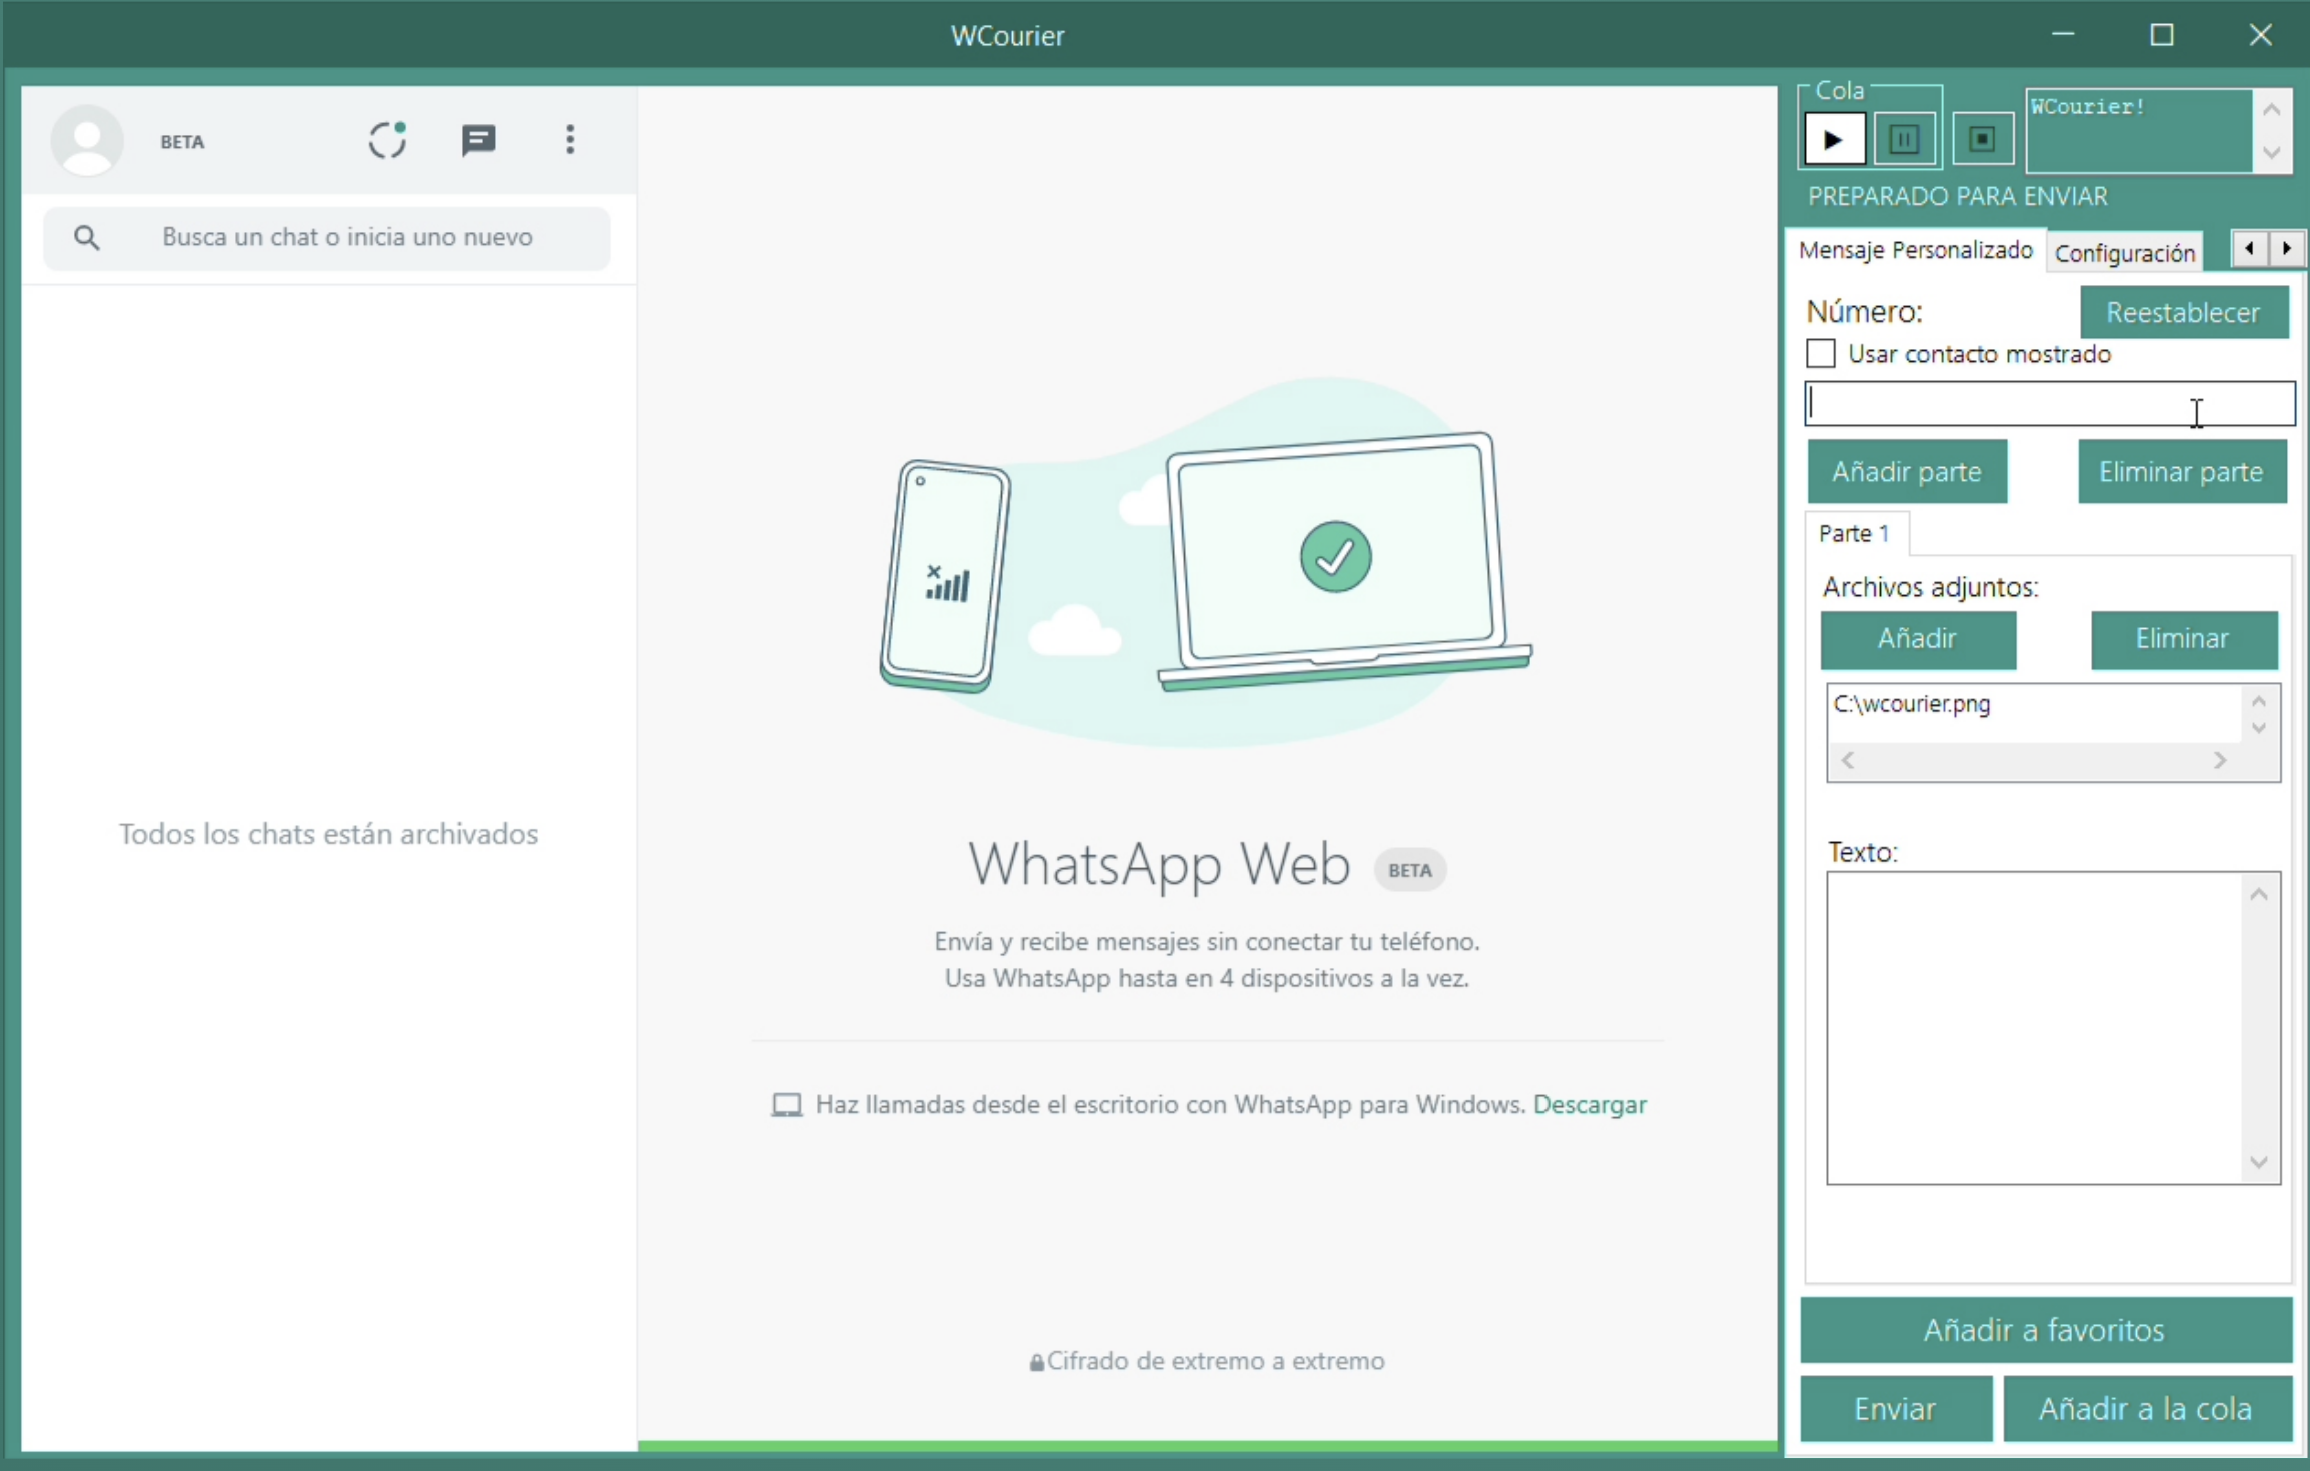 WCourier
BETA
Busca un chat o inicia uno nuevo
Todos los chats están archivados
WhatsApp Web BETA
Envía y recibe mensajes sin conectar tu teléfono.
Usa WhatsApp hasta en 4 dispositivos a la vez.
Haz llamadas desde el escritorio con WhatsApp para Windows. Descargar
Cifrado de extremo a extremo
Cola
WCourier!
PREPARADO PARA ENVIAR
Mensaje Personalizado Configuración
Número: Reestablecer
Usar contacto mostrado
Añadir parte Eliminar parte
Parte 1
Archivos adjuntos:
Añadir Eliminar
C:\wcourier.png
Texto:
Añadir a favoritos
Enviar Añadir a la cola